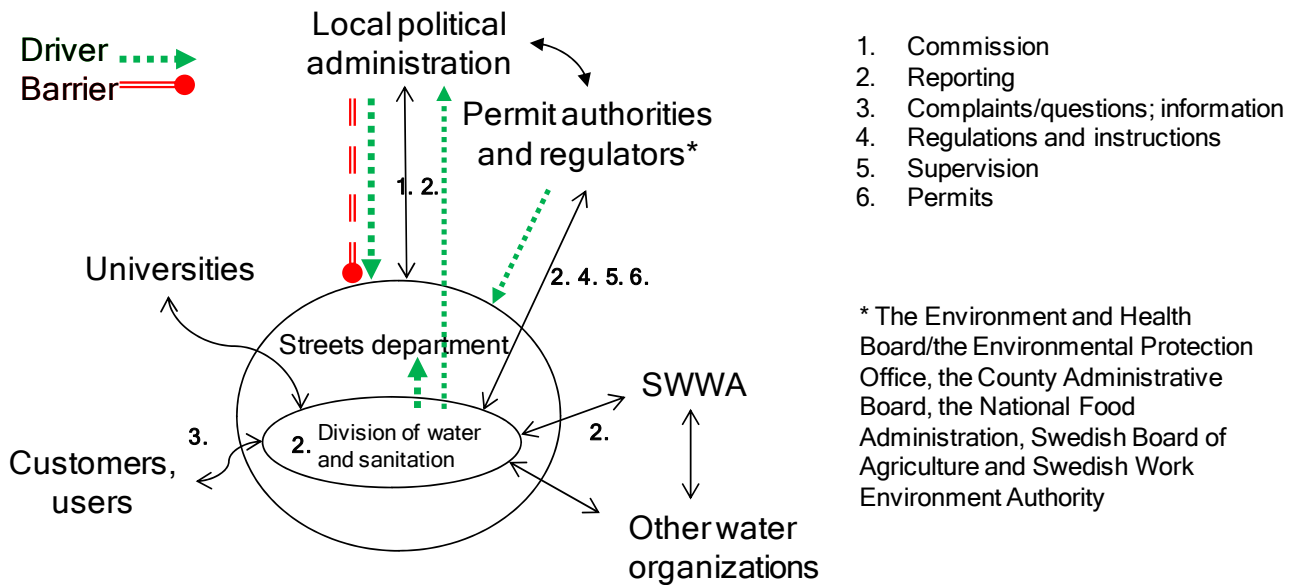 Driver
Barrier
Local political
administration
Permit authorities
and regulators*
1. 2.
Universities
2. 4. 5. 6.
Streets department
SWWA
3.
2. Division of water
and sanitation
2.
Customers,
users
Other water
organizations
1. Commission
2. Reporting
3. Complaints/questions; information
4. Regulations and instructions
5. Supervision
6. Permits
* The Environment and Health
Board/the Environmental Protection
Office, the County Administrative
Board, the National Food
Administration, Swedish Board of
Agriculture and Swedish Work
Environment Authority